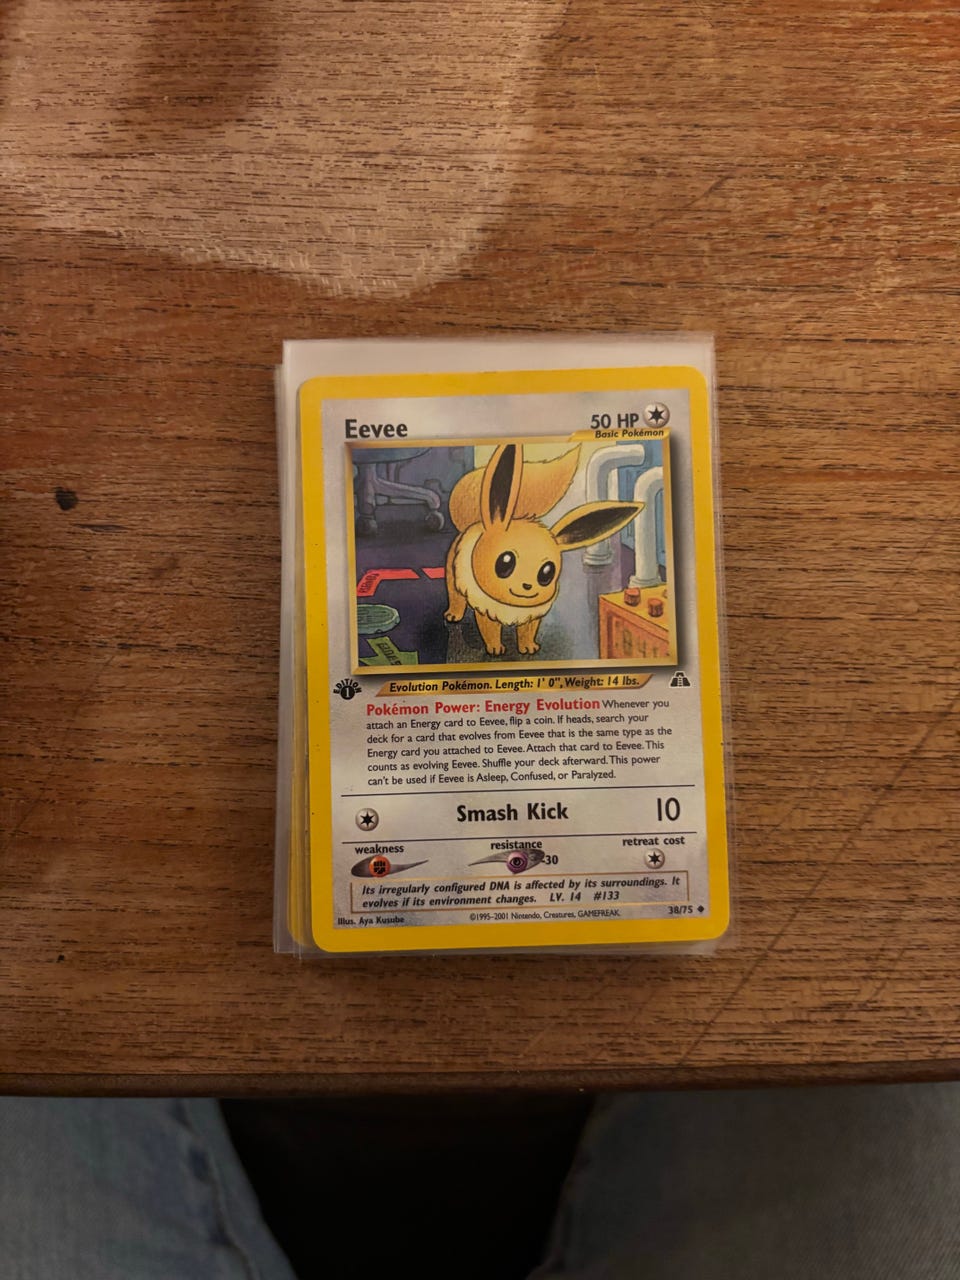 Eevee
50 HP
Basic Pokémon
EDITION
1
Evolution Pokémon. Length: 1' 0", Weight: 14 lbs.
Pokémon Power: Energy Evolution Whenever you
attach an Energy card to Eevee, flip a coin. If heads, search your
deck for a card that evolves from Eevee that is the same type as the
Energy card you attached to Eevee. Attach that card to Eevee. This
counts as evolving Eevee. Shuffle your deck afterward. This power
can't be used if Eevee is Asleep, Confused, or Paralyzed.
Smash Kick 10
weakness resistance retreat cost
-30
Its irregularly configured DNA is affected by its surroundings. It
evolves if its environment changes. LV. 14 #133
Illus. Aya Kusube ©1995-2001 Nintendo, Creatures, GAMEFREAK. 38/75